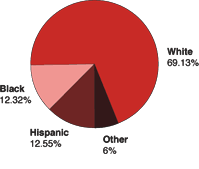 White
69.13%
Black
12.32%
Hispanic
12.55%
Other
6%